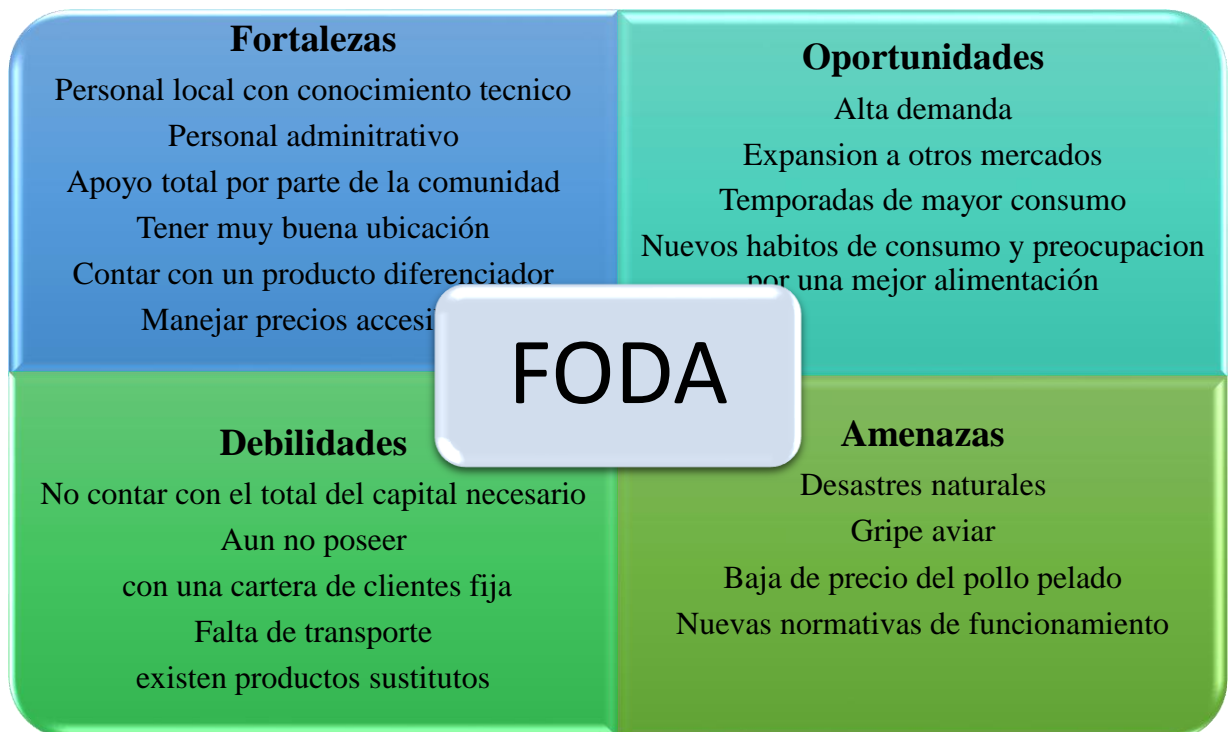 Fortalezas
Personal local con conocimiento tecnico
Personal adminitrativo
Apoyo total por parte de la comunidad
Tener muy buena ubicación
Contar con un producto diferenciador
Manejar precios
Oportunidades
Alta demanda
Expansion a otros mercados
Temporadas de mayor consumo
Nuevos habitos de consumo y preocupacion
por una mejor alimentación
FODA
Debilidades
No contar con el total del capital necesario
Aun no poseer
con una cartera de clientes fija
Falta de transporte
existen productos sustitutos
Amenazas
Desastres naturales
Gripe aviar
Baja de precio del pollo pelado
Nuevas normativas de funcionamiento